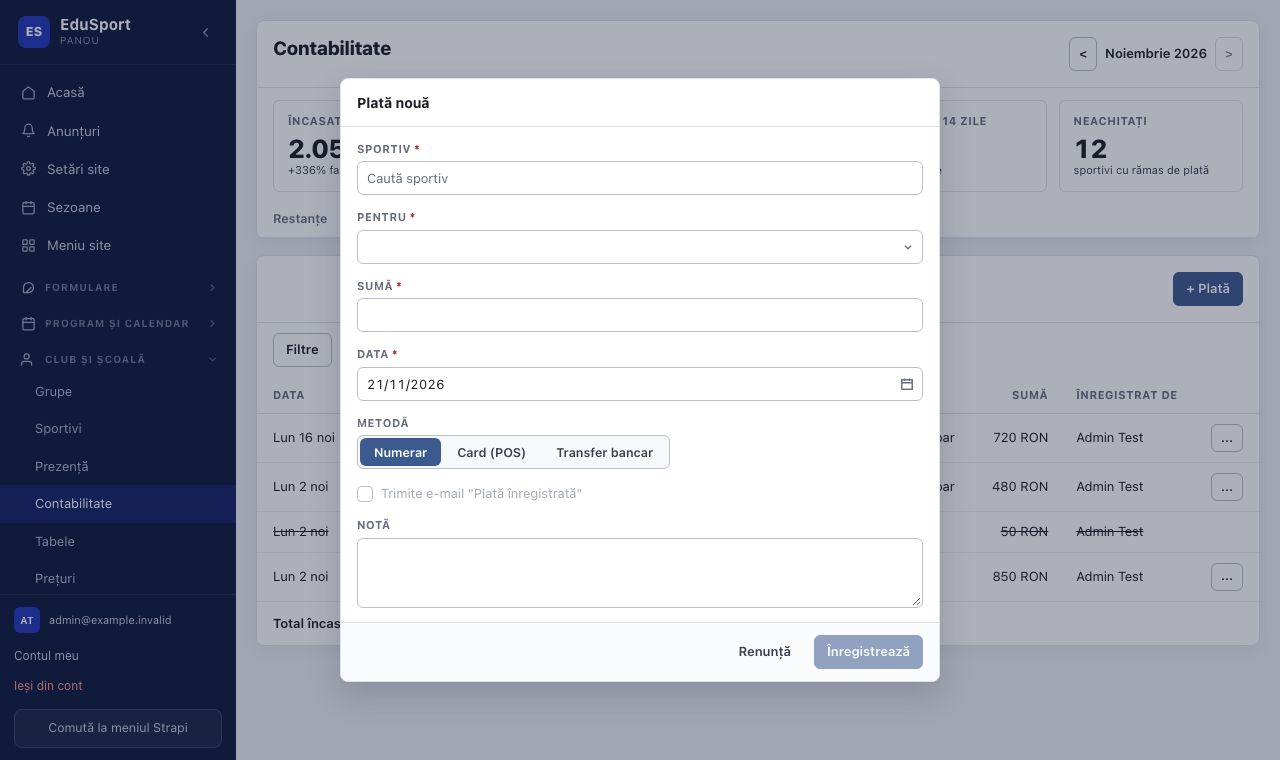 ES
EduSport
PANOU
Acasă
Anunțuri
Setări site
Sezoane
Meniu site
FORMULARE
PROGRAM ȘI CALENDAR
CLUB ȘI ȘCOALĂ
Grupe
Sportivi
Prezență
Contabilitate
Tabele
Prețuri
AT
admin@example.invalid
Contul meu
Ieși din cont
Comută la meniul Strapi
Contabilitate
< Noiembrie 2026 >
14 ZILE
NEACHITAȚI
12
+336%
sportivi cu rămas de plată
Restanțe
+ Plată
Filtre
DATA SUMĂ ÎNREGISTRAT DE
Lun 16 noi 720 RON Admin Test ...
Lun 2 noi 480 RON Admin Test ...
Lun 2 noi 50 RON Admin Test
Lun 2 noi 850 RON Admin Test ...
Total
Plată nouă
SPORTIV *
Caută sportiv
PENTRU *
SUMĂ *
DATA *
21/11/2026
METODĂ
Numerar Card (POS) Transfer bancar
Trimite e-mail "Plată înregistrată"
NOTĂ
Renunță Înregistrează